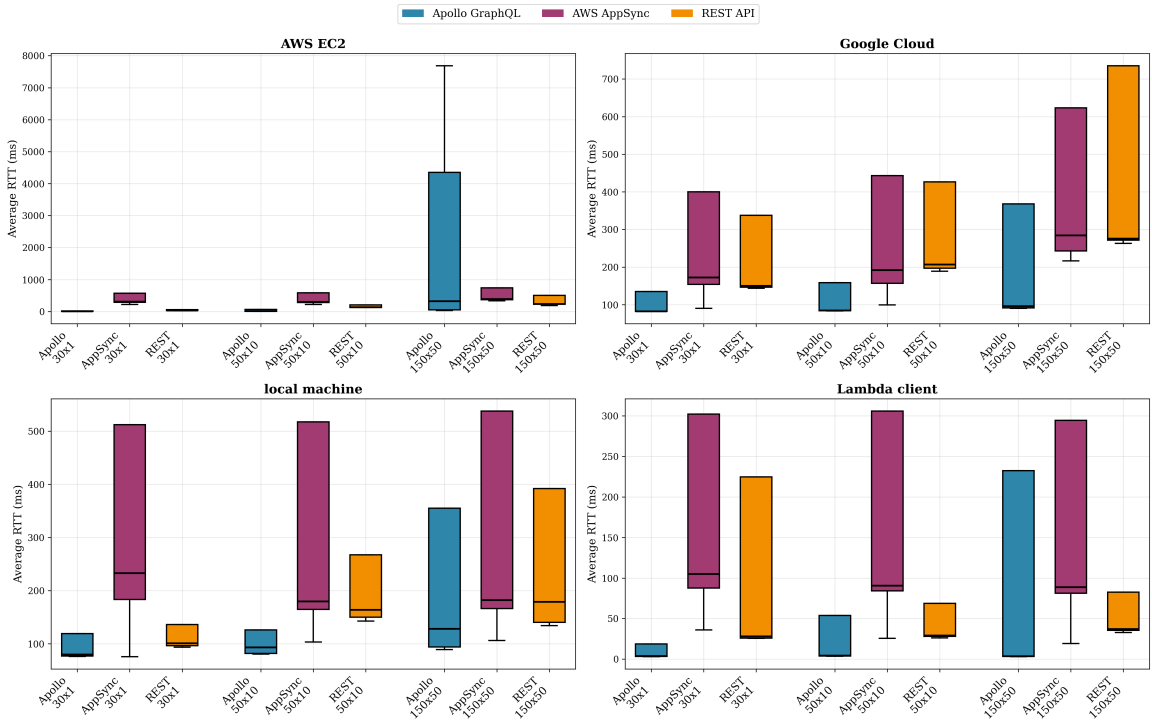 Apollo GraphQL
AWS AppSync
REST API
AWS EC2
Average RTT (ms)
8000
7000
6000
5000
4000
3000
2000
1000
0
Apollo
30x1
AppSync
30x1
REST
30x1
Apollo
50x10
AppSync
50x10
REST
50x10
Apollo
150x50
AppSync
150x50
REST
150x50
Google Cloud
Average RTT (ms)
700
600
500
400
300
200
100
Apollo
30x1
AppSync
30x1
REST
30x1
Apollo
50x10
AppSync
50x10
REST
50x10
Apollo
150x50
AppSync
150x50
REST
150x50
local machine
Average RTT (ms)
500
400
300
200
100
Apollo
30x1
AppSync
30x1
REST
30x1
Apollo
50x10
AppSync
50x10
REST
50x10
Apollo
150x50
AppSync
150x50
REST
150x50
Lambda client
Average RTT (ms)
300
250
200
150
100
50
0
Apollo
30x1
AppSync
30x1
REST
30x1
Apollo
50x10
AppSync
50x10
REST
50x10
Apollo
150x50
AppSync
150x50
REST
150x50